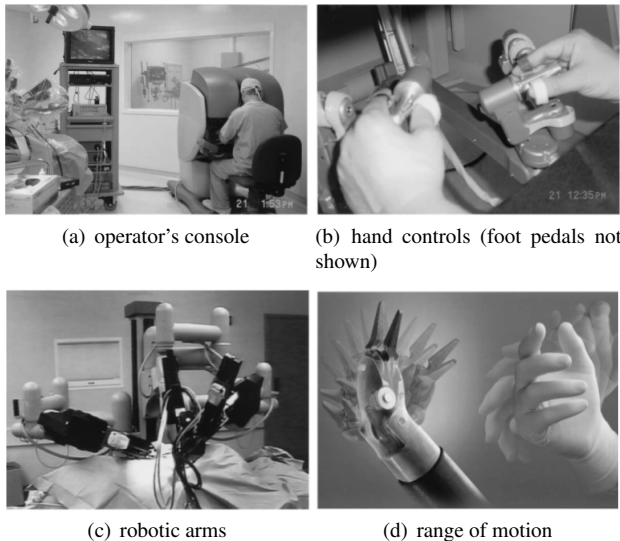 21 1:53PM
21 12:35PM
(a) operator's console
(b) hand controls (foot pedals not
shown)
(c) robotic arms
(d) range of motion